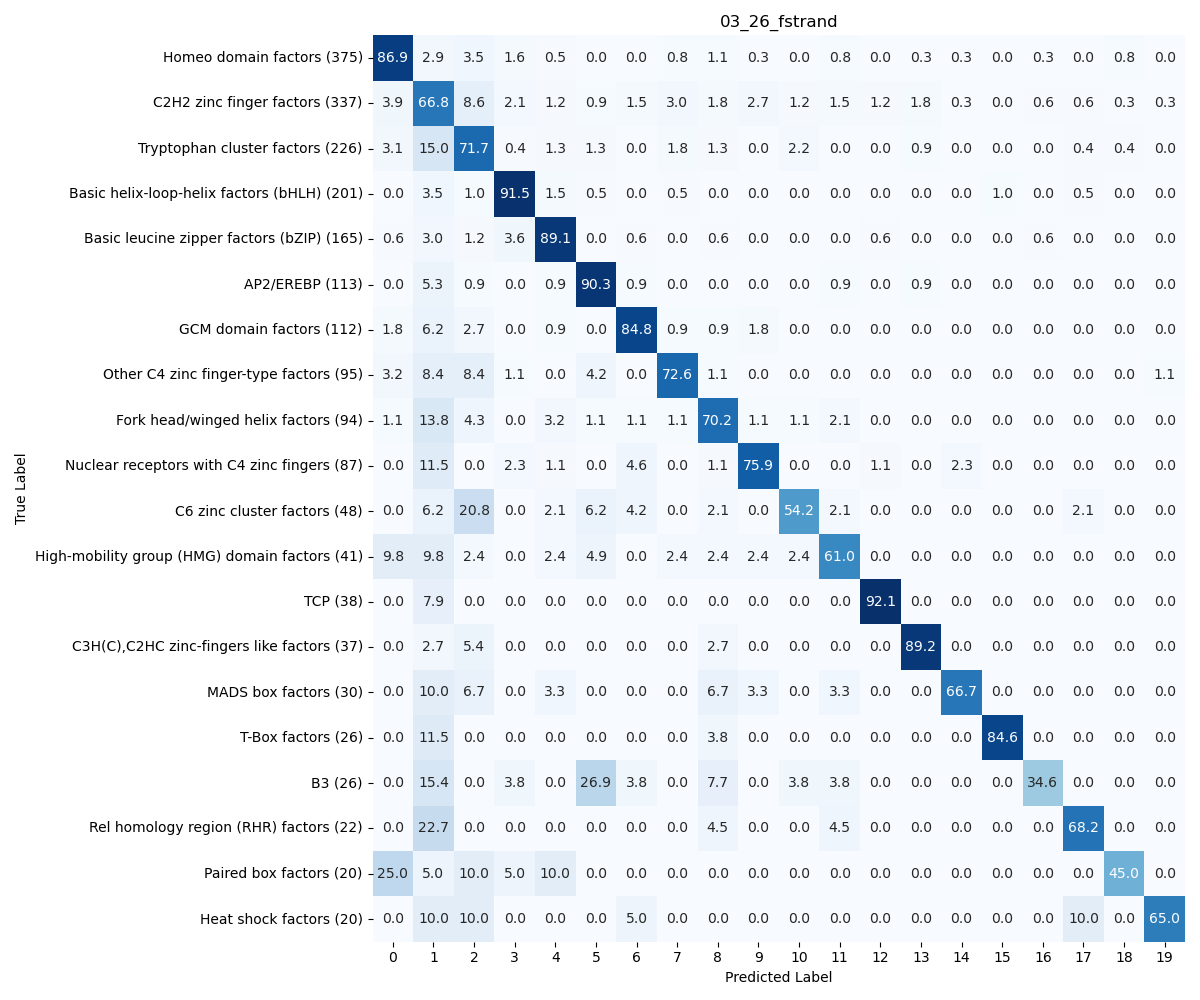 03_26_fstrand
Homeo domain factors (375) 86.9 2.9 3.5 1.6 0.5 0.0 0.0 0.8 1.1 0.3 0.0 0.8 0.0 0.3 0.3 0.0 0.3 0.0 0.8 0.0
C2H2 zinc finger factors (337) 3.9 66.8 8.6 2.1 1.2 0.9 1.5 3.0 1.8 2.7 1.2 1.5 1.2 1.8 0.3 0.0 0.6 0.6 0.3 0.3
Tryptophan cluster factors (226) 3.1 15.0 71.7 0.4 1.3 1.3 0.0 1.8 1.3 0.0 2.2 0.0 0.0 0.9 0.0 0.0 0.0 0.4 0.4 0.0
Basic helix-loop-helix factors (bHLH) (201) 0.0 3.5 1.0 91.5 1.5 0.5 0.0 0.5 0.0 0.0 0.0 0.0 0.0 0.0 0.0 1.0 0.0 0.5 0.0 0.0
Basic leucine zipper factors (bZIP) (165) 0.6 3.0 1.2 3.6 89.1 0.0 0.6 0.0 0.6 0.0 0.0 0.0 0.6 0.0 0.0 0.0 0.6 0.0 0.0 0.0
AP2/EREBP (113) 0.0 5.3 0.9 0.0 0.9 90.3 0.9 0.0 0.0 0.0 0.0 0.9 0.0 0.9 0.0 0.0 0.0 0.0 0.0 0.0
GCM domain factors (112) 1.8 6.2 2.7 0.0 0.9 0.0 84.8 0.9 0.9 1.8 0.0 0.0 0.0 0.0 0.0 0.0 0.0 0.0 0.0 0.0
Other C4 zinc finger-type factors (95) 3.2 8.4 8.4 1.1 0.0 4.2 0.0 72.6 1.1 0.0 0.0 0.0 0.0 0.0 0.0 0.0 0.0 0.0 0.0 1.1
Fork head/winged helix factors (94) 1.1 13.8 4.3 0.0 3.2 1.1 1.1 1.1 70.2 1.1 1.1 2.1 0.0 0.0 0.0 0.0 0.0 0.0 0.0 0.0
Nuclear receptors with C4 zinc fingers (87) 0.0 11.5 0.0 2.3 1.1 0.0 4.6 0.0 1.1 75.9 0.0 0.0 1.1 0.0 2.3 0.0 0.0 0.0 0.0 0.0
C6 zinc cluster factors (48) 0.0 6.2 20.8 0.0 2.1 6.2 4.2 0.0 2.1 0.0 54.2 2.1 0.0 0.0 0.0 0.0 0.0 2.1 0.0 0.0
High-mobility group (HMG) domain factors (41) 9.8 9.8 2.4 0.0 2.4 4.9 0.0 2.4 2.4 2.4 2.4 61.0 0.0 0.0 0.0 0.0 0.0 0.0 0.0 0.0
TCP (38) 0.0 7.9 0.0 0.0 0.0 0.0 0.0 0.0 0.0 0.0 0.0 0.0 92.1 0.0 0.0 0.0 0.0 0.0 0.0 0.0
C3H(C),C2HC zinc-fingers like factors (37) 0.0 2.7 5.4 0.0 0.0 0.0 0.0 0.0 2.7 0.0 0.0 0.0 0.0 89.2 0.0 0.0 0.0 0.0 0.0 0.0
MADS box factors (30) 0.0 10.0 6.7 0.0 3.3 0.0 0.0 0.0 6.7 3.3 0.0 3.3 0.0 0.0 66.7 0.0 0.0 0.0 0.0 0.0
T-Box factors (26) 0.0 11.5 0.0 0.0 0.0 0.0 0.0 0.0 3.8 0.0 0.0 0.0 0.0 0.0 0.0 84.6 0.0 0.0 0.0 0.0
B3 (26) 0.0 15.4 0.0 3.8 0.0 26.9 3.8 0.0 7.7 0.0 3.8 3.8 0.0 0.0 0.0 0.0 34.6 0.0 0.0 0.0
Rel homology region (RHR) factors (22) 0.0 22.7 0.0 0.0 0.0 0.0 0.0 0.0 4.5 0.0 0.0 4.5 0.0 0.0 0.0 0.0 0.0 68.2 0.0 0.0
Paired box factors (20) 25.0 5.0 10.0 5.0 10.0 0.0 0.0 0.0 0.0 0.0 0.0 0.0 0.0 0.0 0.0 0.0 0.0 0.0 45.0 0.0
Heat shock factors (20) 0.0 10.0 10.0 0.0 0.0 0.0 5.0 0.0 0.0 0.0 0.0 0.0 0.0 0.0 0.0 0.0 0.0 10.0 0.0 65.0
0 1 2 3 4 5 6 7 8 9 10 11 12 13 14 15 16 17 18 19
Predicted Label
True Label